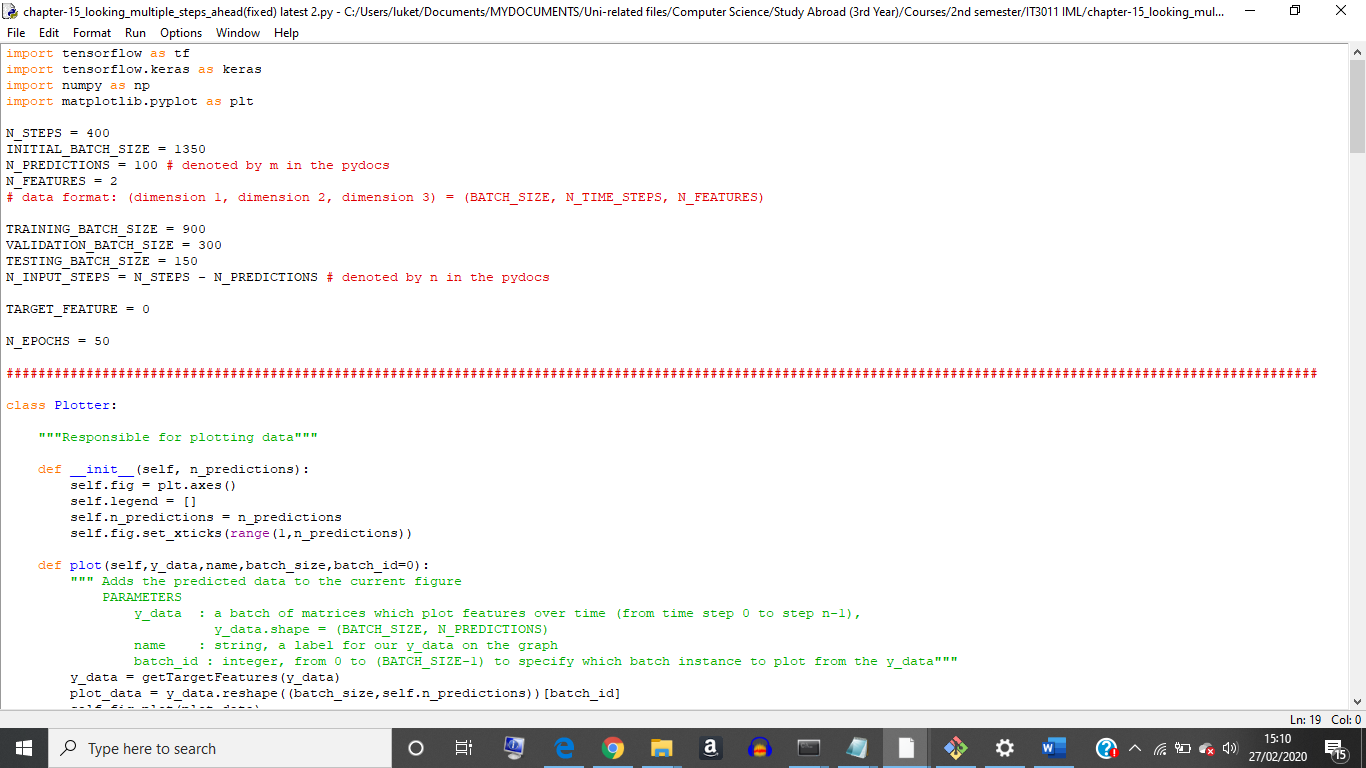 chapter-15_looking_multiple_steps_ahead(fixed) latest 2.py - C:/Users/luket/Documents/MYDOCUMENTS/Uni-related files/Computer Science/Study Abroad (3rd Year)/Courses/2nd semester/IT3011 IML/chapter-15_looking_mul...
File Edit Format Run Options Window Help
import tensorflow as tf
import tensorflow.keras as keras
import numpy as np
import matplotlib.pyplot as plt
N_STEPS = 400
INITIAL_BATCH_SIZE = 1350
N_PREDICTIONS = 100 # denoted by m in the pydocs
N_FEATURES = 2
# data format: (dimension 1, dimension 2, dimension 3) = (BATCH_SIZE, N_TIME_STEPS, N_FEATURES)
TRAINING_BATCH_SIZE = 900
VALIDATION_BATCH_SIZE = 300
TESTING_BATCH_SIZE = 150
N_INPUT_STEPS = N_STEPS - N_PREDICTIONS # denoted by n in the pydocs
TARGET_FEATURE = 0
N_EPOCHS = 50
####################################################################################################################################################################
class Plotter:
"""Responsible for plotting data"""
def __init__(self, n_predictions):
self.fig = plt.axes()
self.legend = []
self.n_predictions = n_predictions
self.fig.set_xticks(range(1,n_predictions))
def plot(self,y_data,name,batch_size,batch_id=0):
""" Adds the predicted data to the current figure
PARAMETERS
y_data : a batch of matrices which plot features over time (from time step 0 to step n-1),
y_data.shape = (BATCH_SIZE, N_PREDICTIONS)
name : string, a label for our y_data on the graph
batch_id : integer, from 0 to (BATCH_SIZE-1) to specify which batch instance to plot from the y_data"""
y_data = getTargetFeatures(y_data)
plot_data = y_data.reshape((batch_size,self.n_predictions))[batch_id]
Ln: 19 Col: 0
Type here to search
15:10
27/02/2020
15